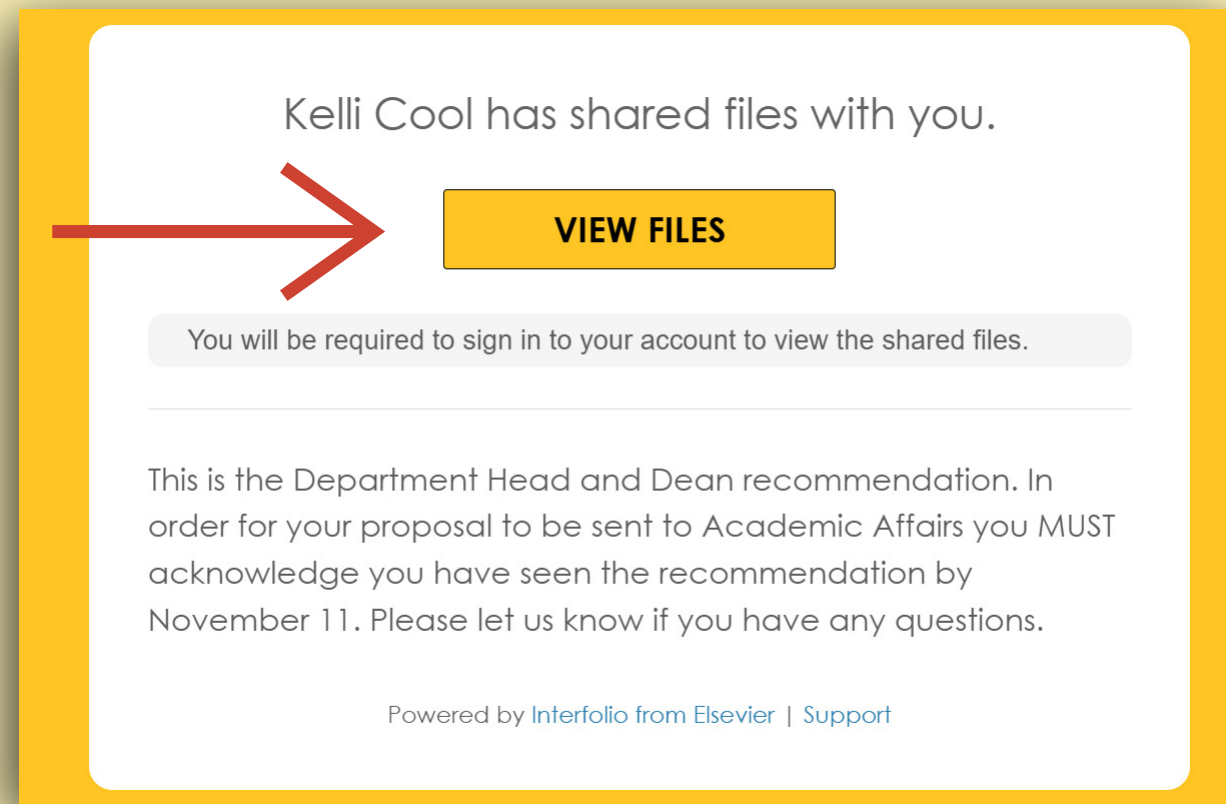 Kelli Cool has shared files with you.
VIEW FILES
You will be required to sign in to your account to view the shared files.
This is the Department Head and Dean recommendation. In
order for your proposal to be sent to Academic Affairs you MUST
acknowledge you have seen the recommendation by
November 11. Please let us know if you have any questions.
Powered by Interfolio from Elsevier | Support